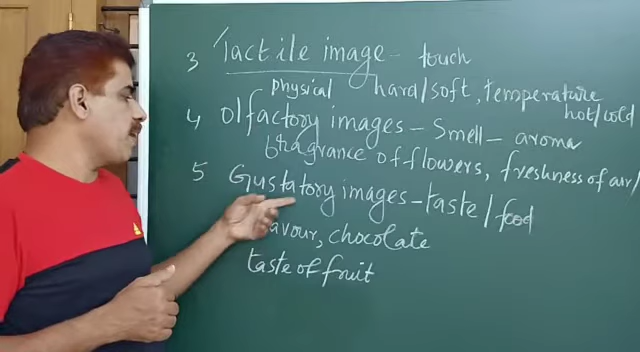 3 Tactile image - touch
physical hard/soft, temperature
hot/cold
4 Olfactory images - Smell - aroma
fragrance of flowers, freshness of air/
5 Gustatory images - taste/food
avour, chocolate
taste of fruit